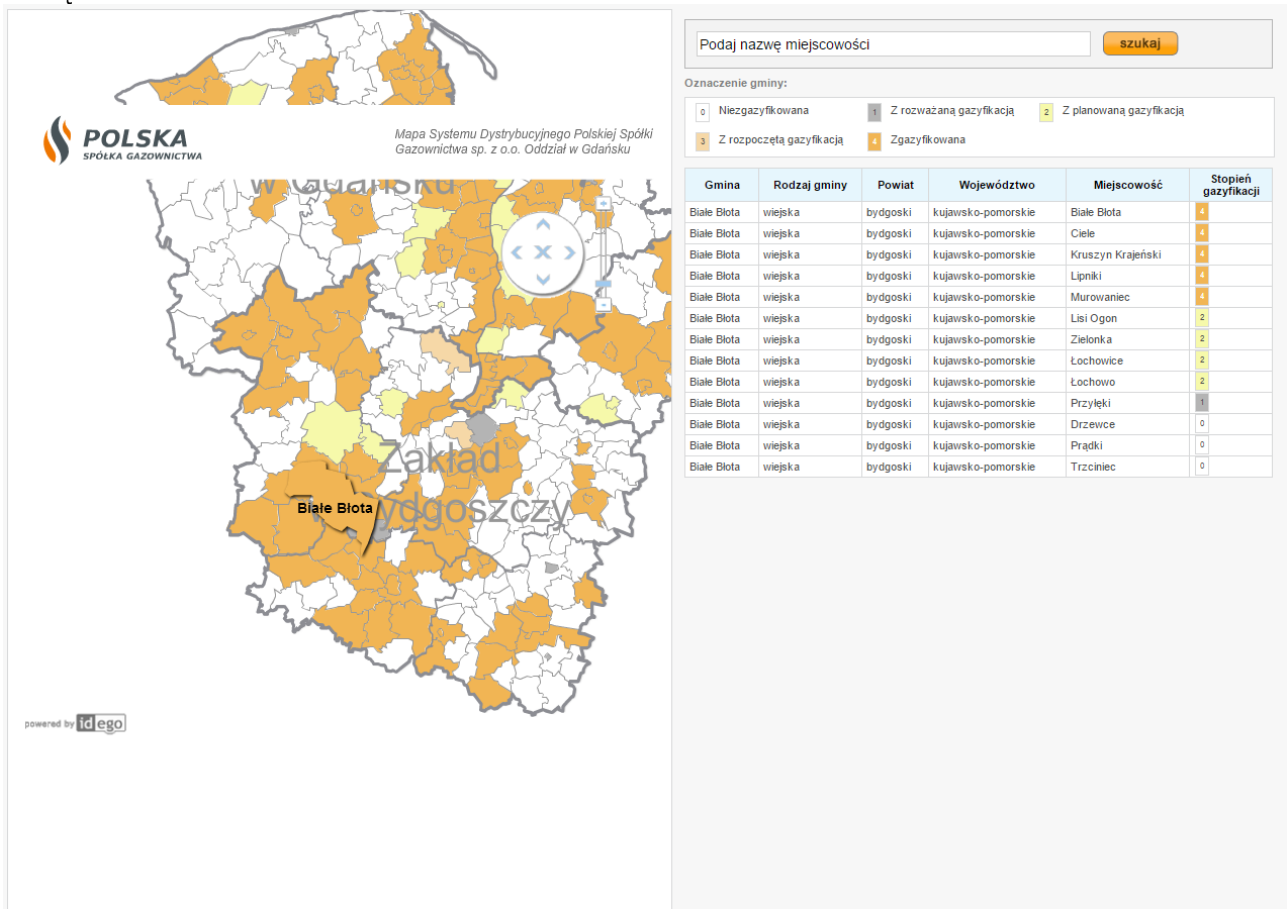 Podaj nazwę miejscowości
szukaj
Oznaczenie gminy:
0 Niezgazyfikowana 1 Z rozważaną gazyfikacją 2 Z planowaną gazyfikacją
3 Z rozpoczętą gazyfikacją 4 Zgazyfikowana
POLSKA
SPÓŁKA GAZOWNICTWA
Mapa Systemu Dystrybucyjnego Polskiej Spółki
Gazownictwa sp. z o.o. Oddział w Gdańsku
w Gdańsku
Zakład
Bydgoszczy
Białe Błota
powered by idego
Gmina Rodzaj gminy Powiat Województwo Miejscowość Stopień gazyfikacji
Białe Błota wiejska bydgoski kujawsko-pomorskie Białe Błota 4
Białe Błota wiejska bydgoski kujawsko-pomorskie Ciele 4
Białe Błota wiejska bydgoski kujawsko-pomorskie Kruszyn Krajeński 4
Białe Błota wiejska bydgoski kujawsko-pomorskie Lipniki 4
Białe Błota wiejska bydgoski kujawsko-pomorskie Murowaniec 4
Białe Błota wiejska bydgoski kujawsko-pomorskie Lisi Ogon 2
Białe Błota wiejska bydgoski kujawsko-pomorskie Zielonka 2
Białe Błota wiejska bydgoski kujawsko-pomorskie Łochowice 2
Białe Błota wiejska bydgoski kujawsko-pomorskie Łochowo 2
Białe Błota wiejska bydgoski kujawsko-pomorskie Przyłęki 1
Białe Błota wiejska bydgoski kujawsko-pomorskie Drzewce 0
Białe Błota wiejska bydgoski kujawsko-pomorskie Prądki 0
Białe Błota wiejska bydgoski kujawsko-pomorskie Trzciniec 0